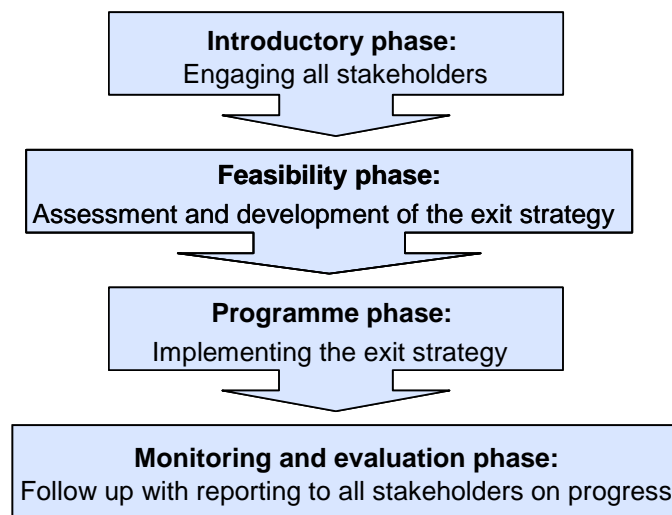 Introductory phase:
Engaging all stakeholders
Feasibility phase:
Assessment and development of the exit strategy
Programme phase:
Implementing the exit strategy
Monitoring and evaluation phase:
Follow up with reporting to all stakeholders on progress